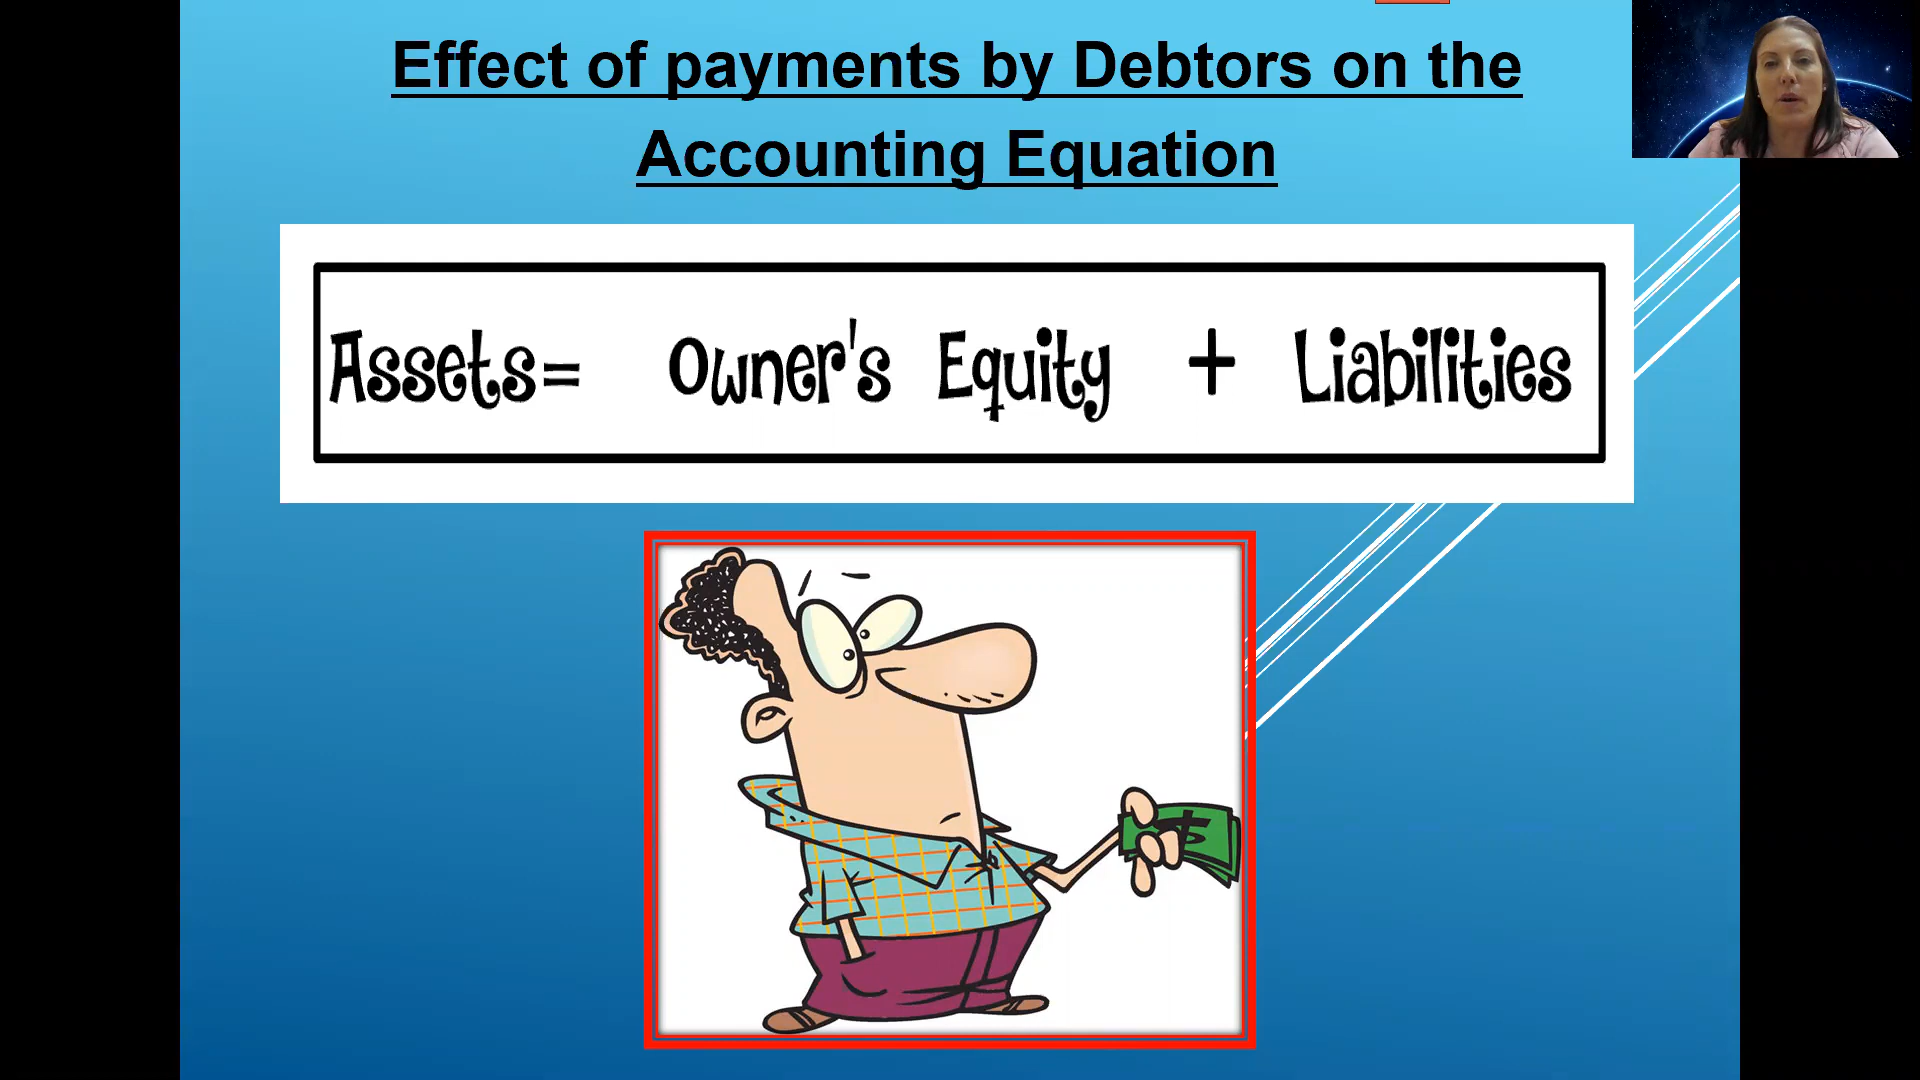 Effect of payments by Debtors on the
Accounting Equation
Assets= Owner's Equity + Liabilities
$